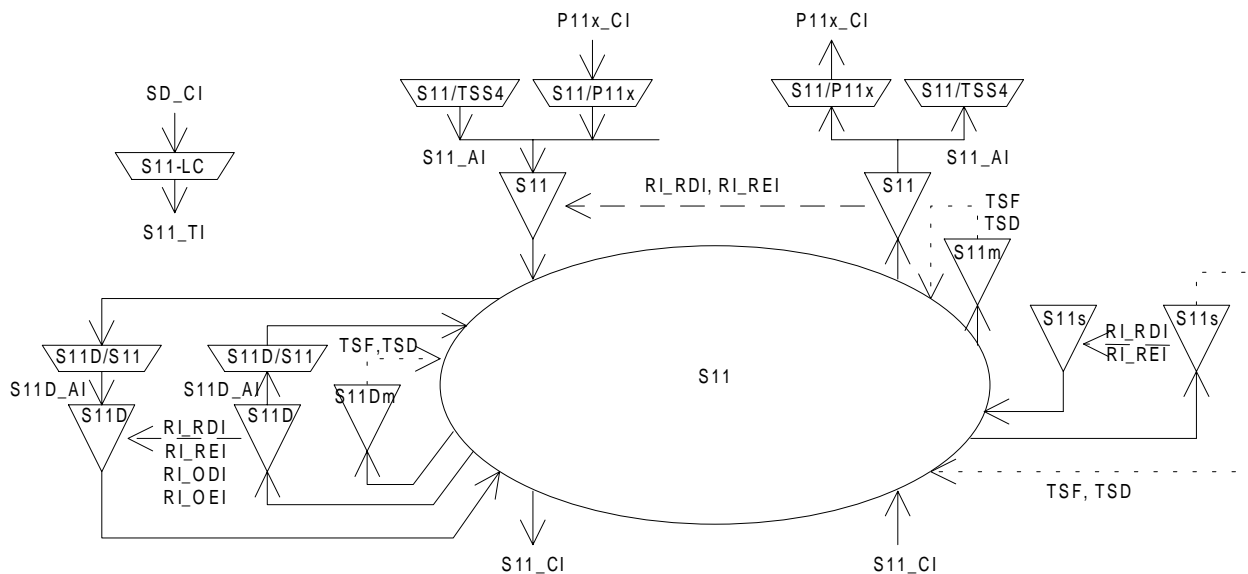 P11x_CI
P11x_CI
SD_CI
S11/TSS4
S11/P11x
S11/P11x
S11/TSS4
S11-LC
S11_AI
S11_AI
S11
RI_RDI, RI_REI
S11
TSF
TSD
S11_TI
S11m
S11s
RI_RDI
RI_REI
S11s
S11D/S11
S11D/S11
TSF,TSD
S11
S11D_AI
S11D_AI
S11Dm
S11D
RI_RDI
RI_REI
RI_ODI
RI_OEI
S11D
TSF, TSD
S11_CI
S11_CI